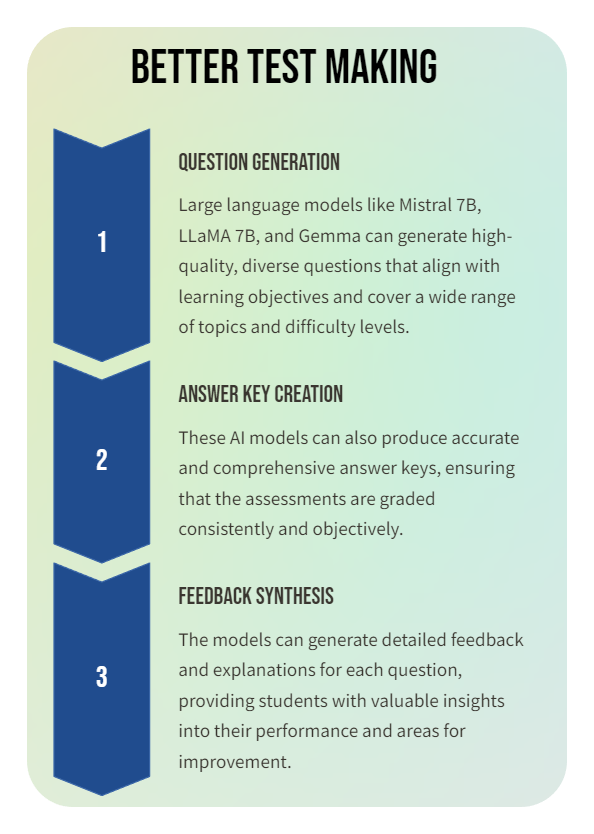 BETTER TEST MAKING
1
QUESTION GENERATION
Large language models like Mistral 7B,
LLaMA 7B, and Gemma can generate high-
quality, diverse questions that align with
learning objectives and cover a wide range
of topics and difficulty levels.
2
ANSWER KEY CREATION
These AI models can also produce accurate
and comprehensive answer keys, ensuring
that the assessments are graded
consistently and objectively.
3
FEEDBACK SYNTHESIS
The models can generate detailed feedback
and explanations for each question,
providing students with valuable insights
into their performance and areas for
improvement.